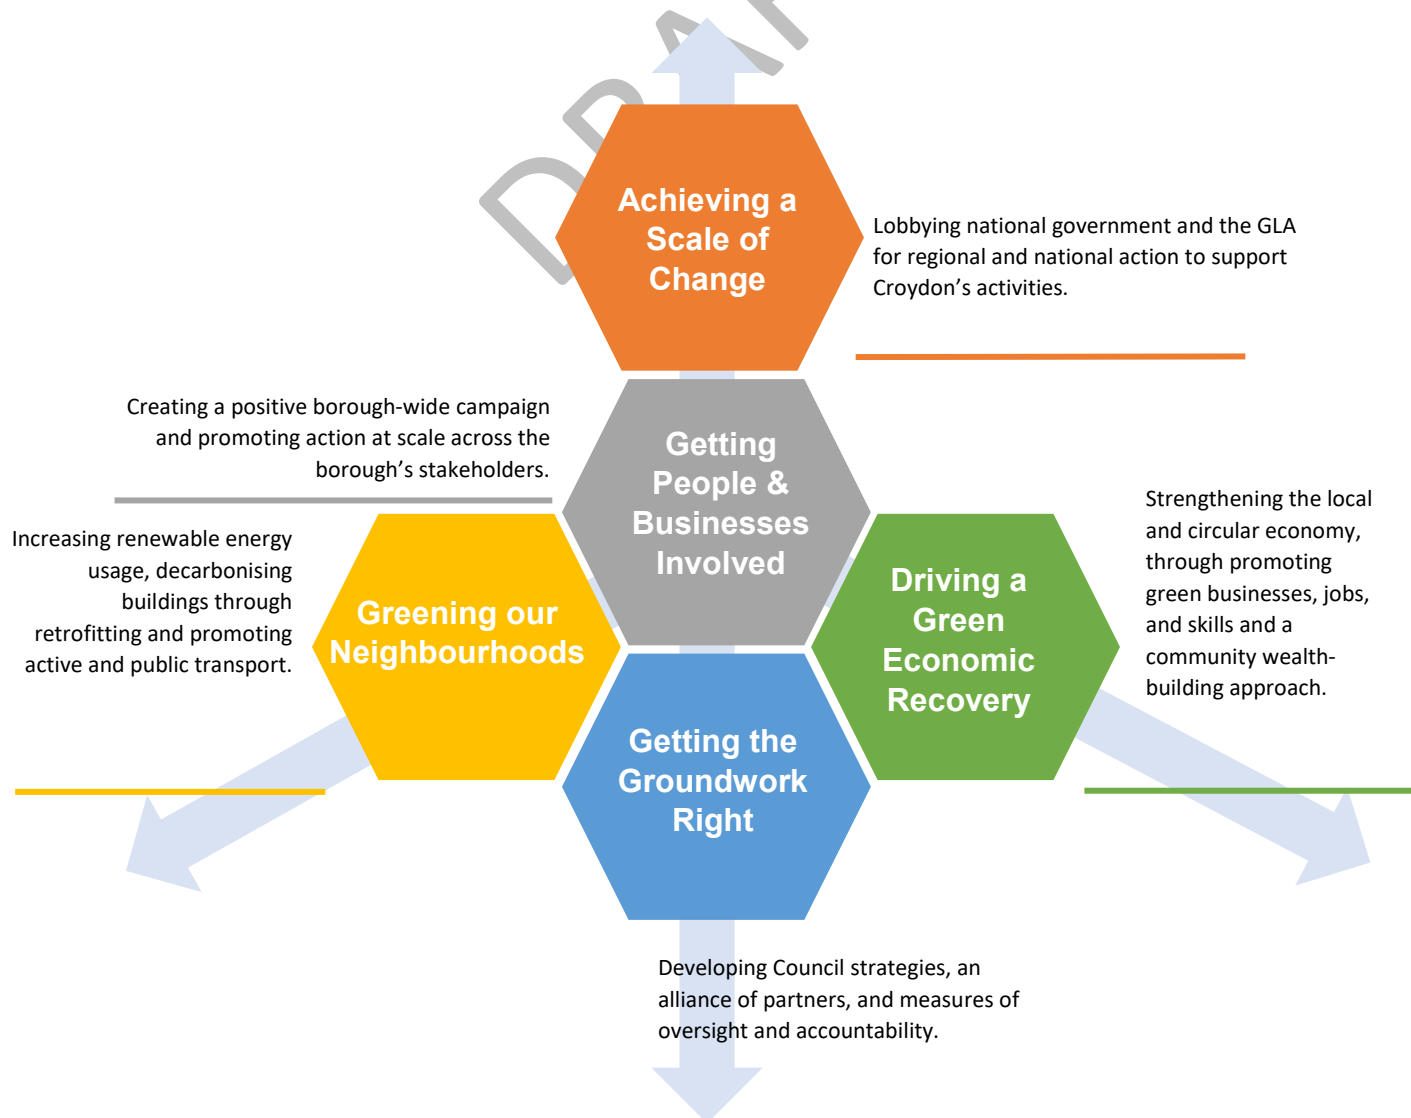 DRAF
Achieving a
Scale of
Change
Lobbying national government and the GLA
for regional and national action to support
Croydon’s activities.
Creating a positive borough-wide campaign
and promoting action at scale across the
borough’s stakeholders.
Getting
People &
Businesses
Involved
Increasing renewable energy
usage, decarbonising
buildings through
retrofitting and promoting
active and public transport.
Greening our
Neighbourhoods
Driving a
Green
Economic
Recovery
Strengthening the local
and circular economy,
through promoting
green businesses, jobs,
and skills and a
community wealth-
building approach.
Getting the
Groundwork
Right
Developing Council strategies, an
alliance of partners, and measures of
oversight and accountability.